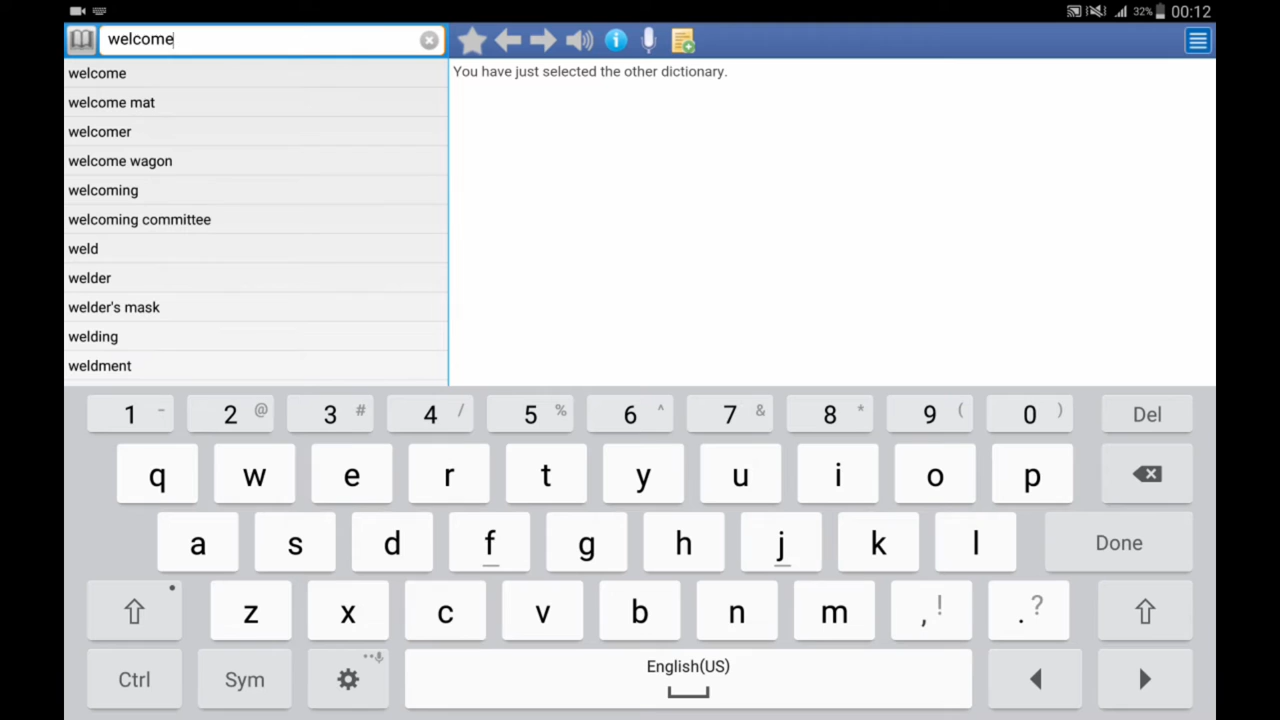 32% 00:12
welcome
You have just selected the other dictionary.
welcome
welcome mat
welcomer
welcome wagon
welcoming
welcoming committee
weld
welder
welder's mask
welding
weldment
1 - 2 @ 3 # 4 / 5 % 6 ^ 7 & 8 * 9 ( 0 ) Del
q w e r t y u i o p
a s d f g h j k l Done
z x c v b n m , ! . ?
Ctrl Sym English(US)